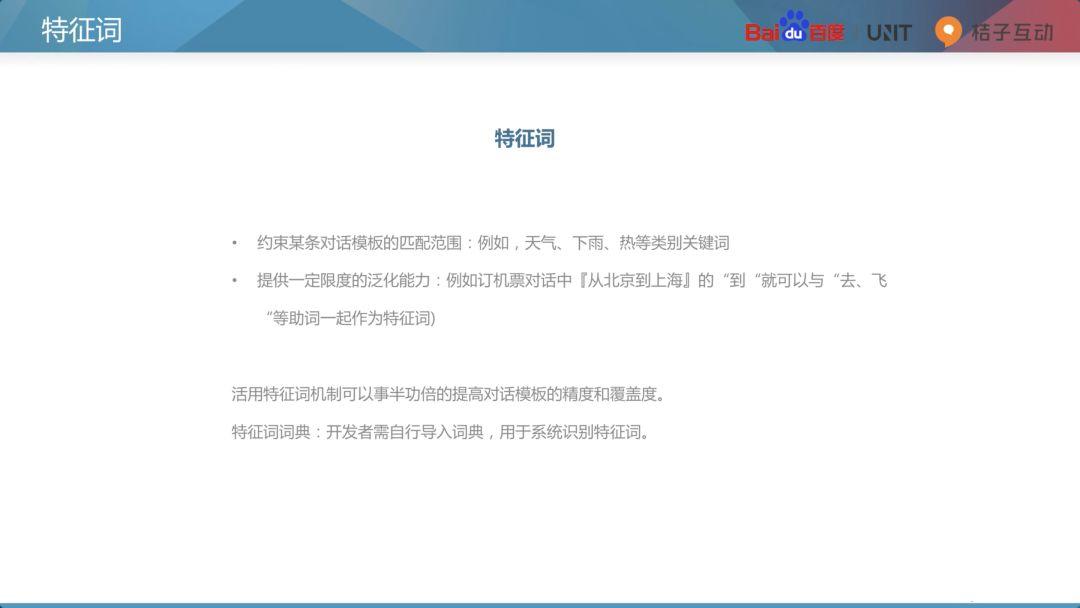 特征词
Baidu百度 UNIT 桔子互动
特征词
• 约束某条对话模板的匹配范围：例如，天气、下雨、热等类别关键词
• 提供一定限度的泛化能力：例如订机票对话中『从北京到上海』的“到“就可以与“去、飞
“等助词一起作为特征词)
活用特征词机制可以事半功倍的提高对话模板的精度和覆盖度。
特征词词典：开发者需自行导入词典，用于系统识别特征词。